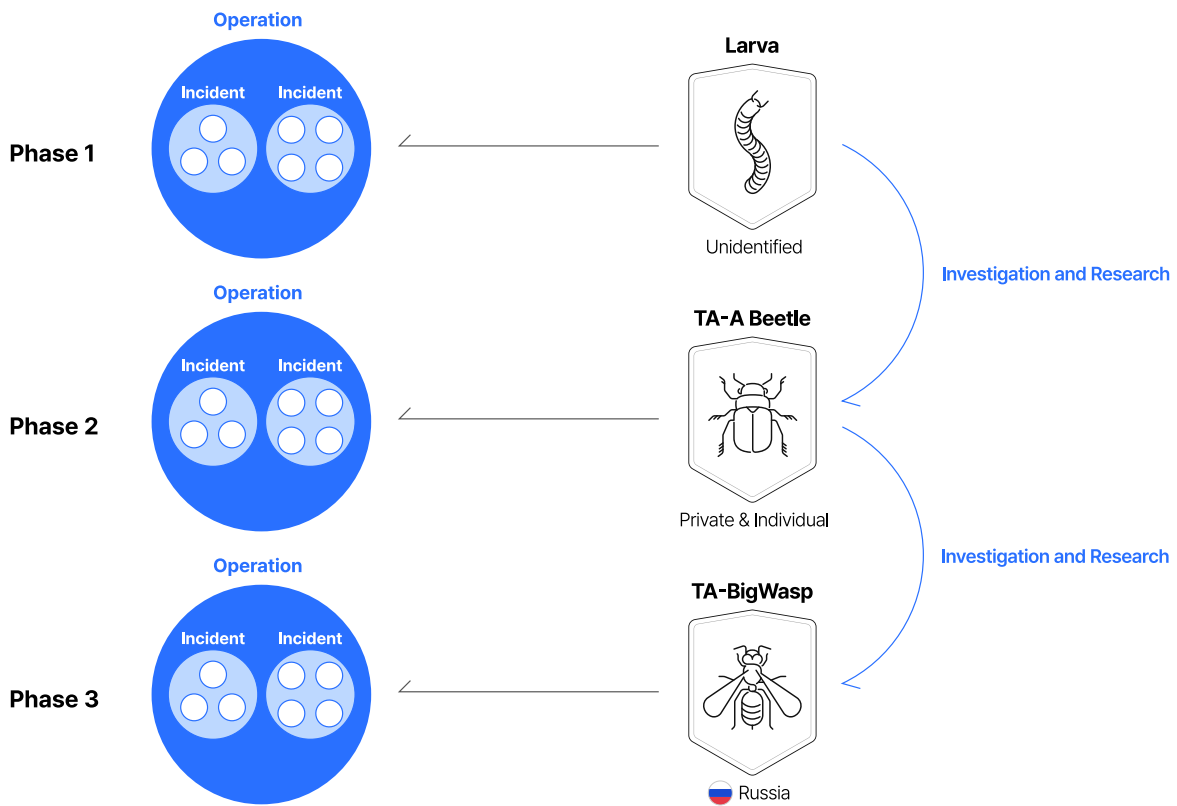 Operation
Incident Incident
Phase 1
Larva
Unidentified
Investigation and Research
Operation
Incident Incident
Phase 2
TA-A Beetle
Private & Individual
Investigation and Research
Operation
Incident Incident
Phase 3
TA-BigWasp
Russia